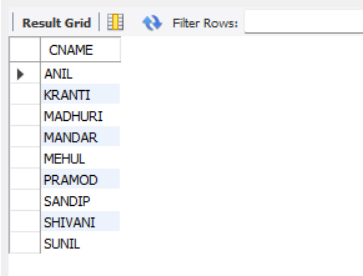 Result Grid Filter Rows:
CNAME
ANIL
KRANTI
MADHURI
MANDAR
MEHUL
PRAMOD
SANDIP
SHIVANI
SUNIL